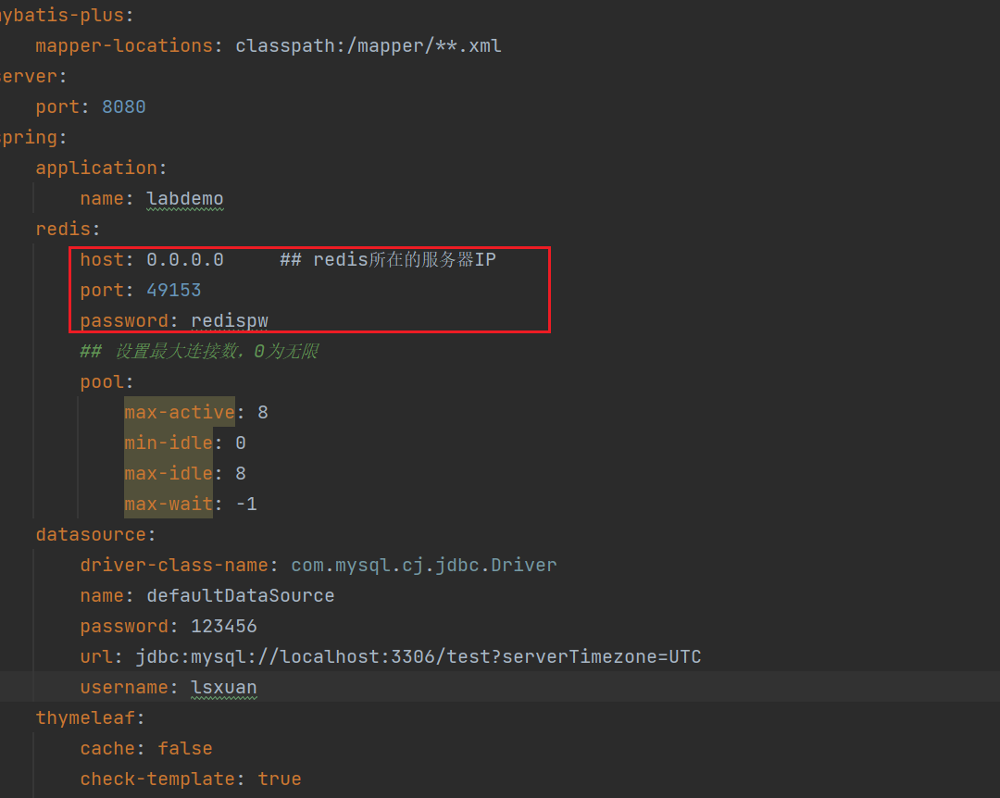 ybatis-plus:
mapper-locations: classpath:/mapper/**.xml
erver:
port: 8080
pring:
application:
name: labdemo
redis:
host: 0.0.0.0 ## redis所在的服务器IP
port: 49153
password: redispw
## 设置最大连接数，0为无限
pool:
max-active: 8
min-idle: 0
max-idle: 8
max-wait: -1
datasource:
driver-class-name: com.mysql.cj.jdbc.Driver
name: defaultDataSource
password: 123456
url: jdbc:mysql://localhost:3306/test?serverTimezone=UTC
username: lsxuan
thymeleaf:
cache: false
check-template: true